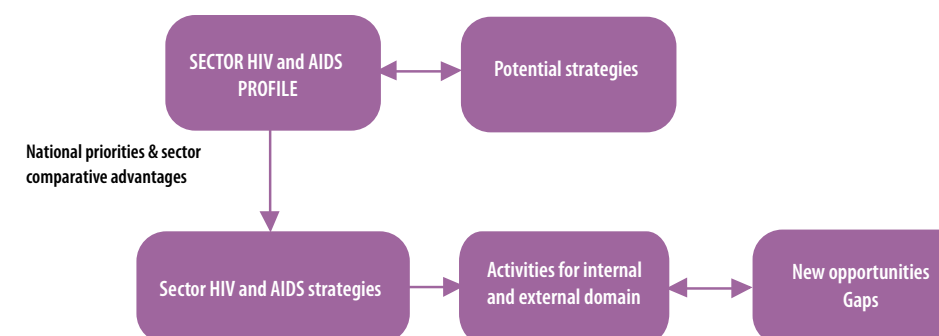 SECTOR HIV and AIDS
PROFILE
Potential strategies
National priorities & sector
comparative advantages
Sector HIV and AIDS strategies
Activities for internal
and external domain
New opportunities
Gaps